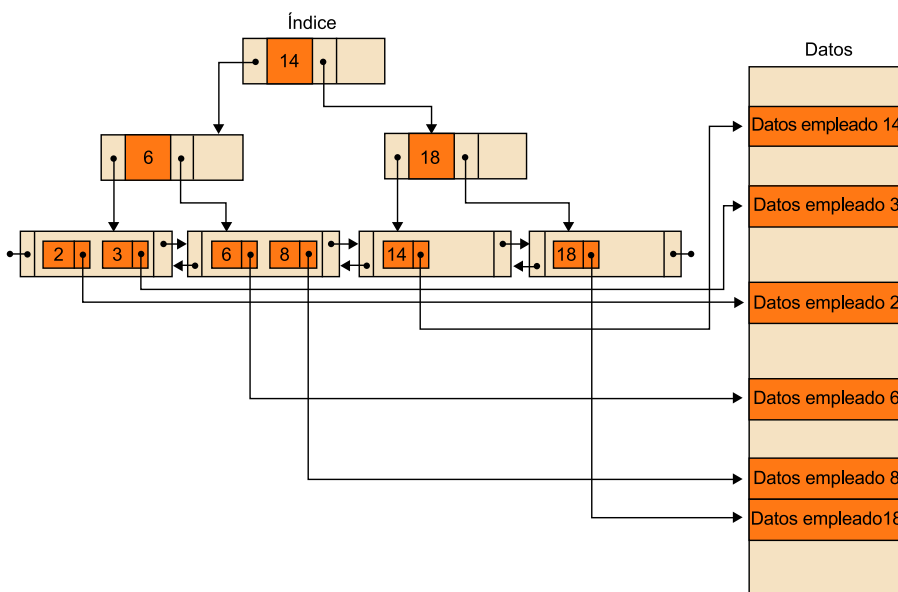 Índice
14
6
18
2 3 6 8 14 18
Datos
Datos empleado 14
Datos empleado 3
Datos empleado 2
Datos empleado 6
Datos empleado 8
Datos empleado18